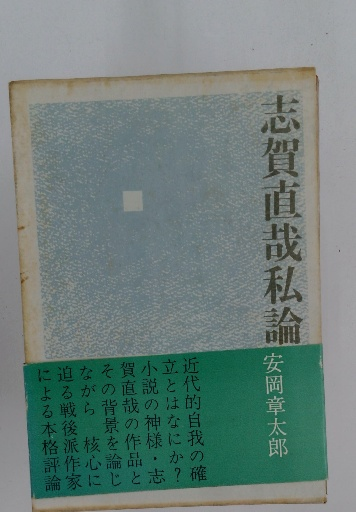 志賀直哉私論
安岡章太郎
近代的自我の確
立とはなにか？
小説の神様・志
賀直哉の作品と
その背景を論じ
ながら 核心に
迫る戦後派作家
による本格評論